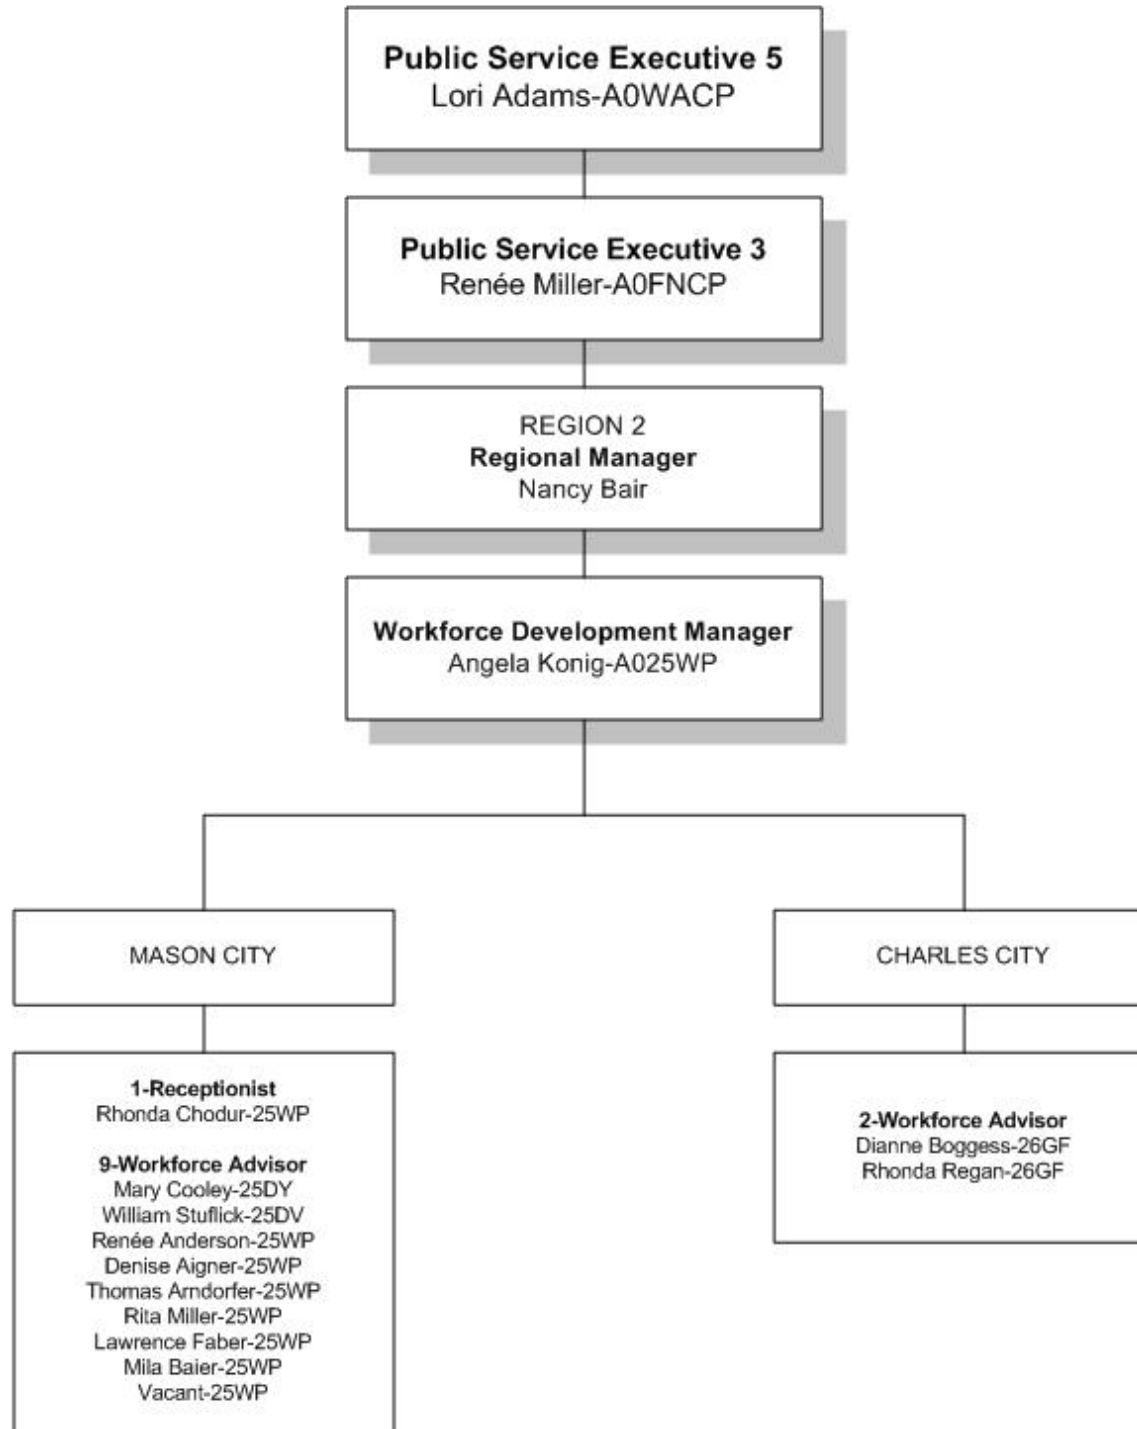 Public Service Executive 5
Lori Adams-A0WACP
Public Service Executive 3
Renée Miller-A0FNCP
REGION 2
Regional Manager
Nancy Bair
Workforce Development Manager
Angela Konig-A025WP
MASON CITY
1-Receptionist
Rhonda Chodur-25WP
9-Workforce Advisor
Mary Cooley-25DY
William Stuflick-25DV
Renée Anderson-25WP
Denise Aigner-25WP
Thomas Arndorfer-25WP
Rita Miller-25WP
Lawrence Faber-25WP
Mila Baier-25WP
Vacant-25WP
CHARLES CITY
2-Workforce Advisor
Dianne Boggess-26GF
Rhonda Regan-26GF